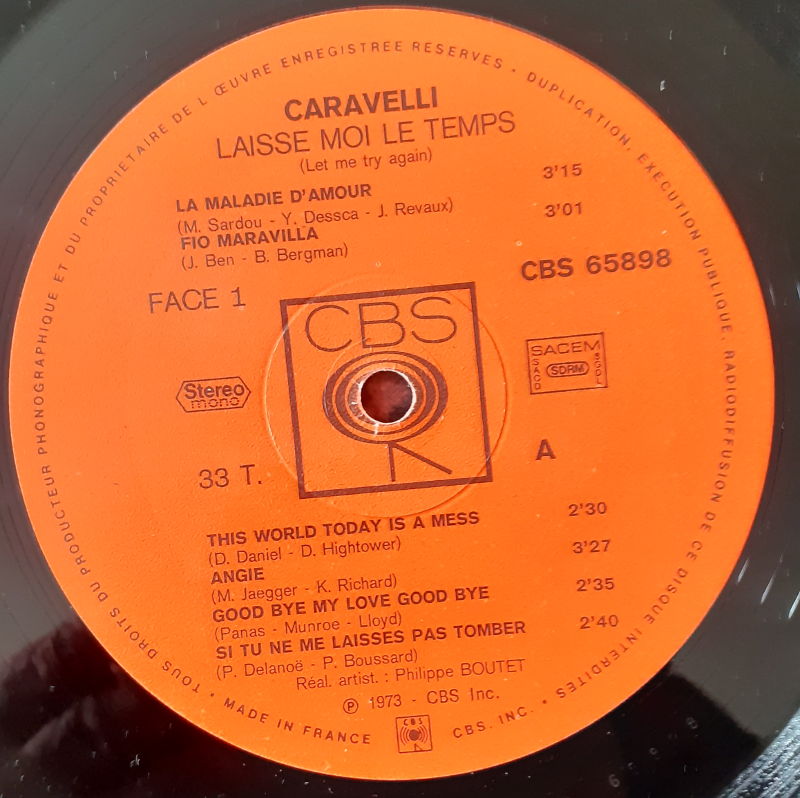 TOUS DROITS DU PRODUCTEUR PHONOGRAPHIQUE ET DU PROPRIETAIRE DE L'ŒUVRE ENREGISTREE RESERVES · DUPLICATION, EXECUTION PUBLIQUE, RADIODIFFUSION DE CE DISQUE INTERDITES
CARAVELLI
LAISSE MOI LE TEMPS
(Let me try again)
LA MALADIE D'AMOUR 3'15
(M. Sardou - Y. Dessca - J. Revaux)
FIO MARAVILLA 3'01
(J. Ben - B. Bergman)
CBS 65898
FACE 1
CBS
SACEM
SACD
SDRM
SGDL
Stereo
mono
33 T.
A
THIS WORLD TODAY IS A MESS 2'30
(D. Daniel - D. Hightower)
ANGIE 3'27
(M. Jaegger - K. Richard)
GOOD BYE MY LOVE GOOD BYE 2'35
(Panas - Munroe - Lloyd)
SI TU NE ME LAISSES PAS TOMBER 2'40
(P. Delanoë - P. Boussard)
Réal. artist. : Philippe BOUTET
℗ 1973 - CBS Inc.
· MADE IN FRANCE
CBS
CBS. INC. ·